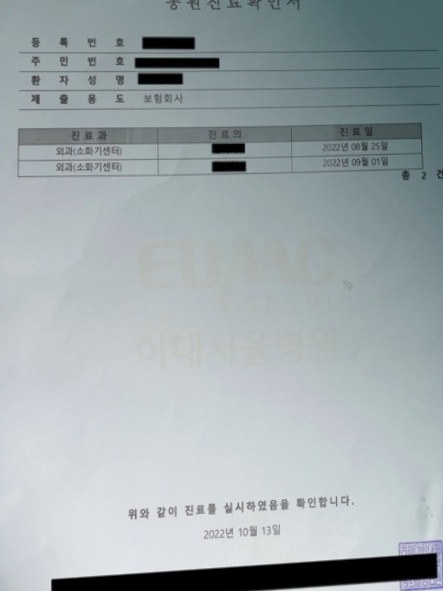 통원진료확인서
등 록 번 호
주 민 번 호
환 자 성 명
제 출 용 도 보험회사
진료과 진료의 진료일
외과(소화기센터) 2022년 08월 25일
외과(소화기센터) 2022년 09월 01일
총 2 건
EUMC
SEOUL
이대서울병원
위와 같이 진료를 실시하였음을 확인합니다.
2022년 10월 13일